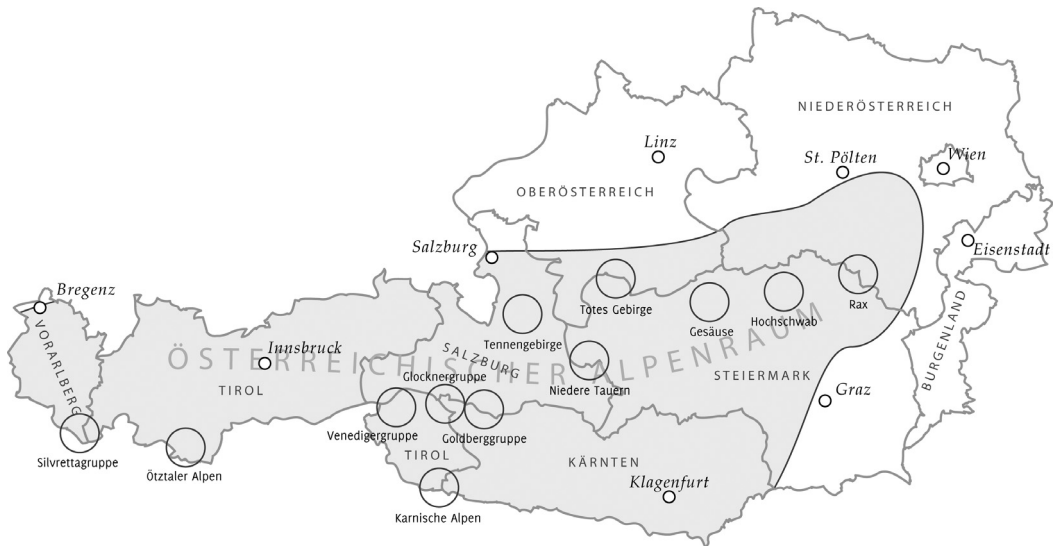 NIEDERÖSTERREICH
Linz
St. Pölten
Wien
OBERÖSTERREICH
Salzburg
Eisenstadt
Bregenz
Totes Gebirge
Gesäuse
Hochschwab
Rax
VORARLBERG
Innsbruck
Tennengebirge
ÖSTERREICHISCHER ALPENRAUM
SALZBURG
BURGENLAND
TIROL
Glocknergruppe
Niedere Tauern
STEIERMARK
Graz
Venedigergruppe
Goldberggruppe
Silvrettagruppe
Ötztaler Alpen
TIROL
KÄRNTEN
Klagenfurt
Karnische Alpen